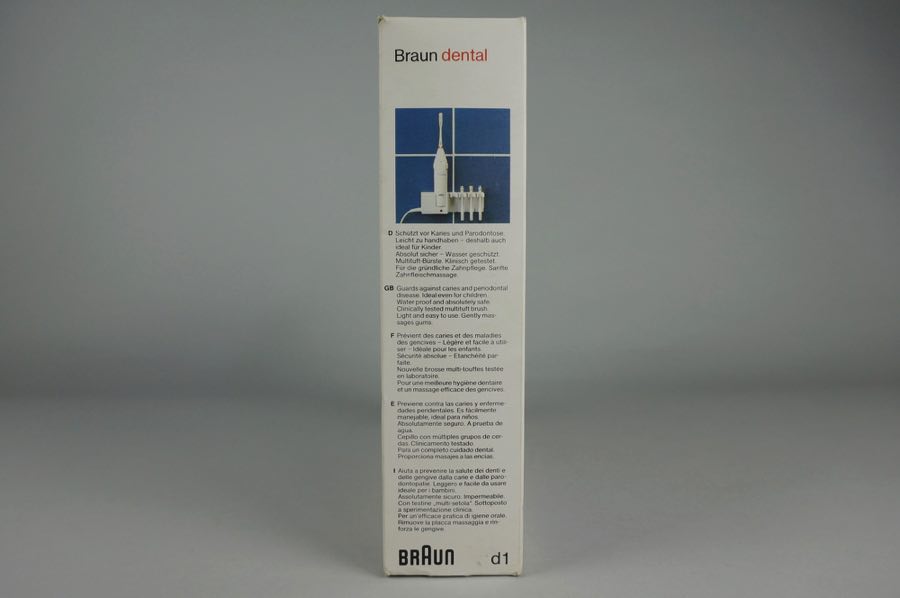 Braun dental
D Schützt vor Karies und Parodontose.
Leicht zu handhaben – deshalb auch
ideal für Kinder.
Absolut sicher – Wasser geschützt.
Multituft-Bürste. Klinisch getestet.
Für die gründliche Zahnpflege. Sanfte
Zahnfleischmassage.
GB Guards against caries and periodontal
disease. Ideal even for children.
Water proof and absolutely safe.
Clinically tested multituft brush.
Light and easy to use. Gently mas-
sages gums.
F Prévient des caries et des maladies
des gencives – Légère et facile à utili-
ser – Idéale pour les enfants.
Sécurité absolue – Etanchéité par-
faite.
Nouvelle brosse multi-touffes testée
en laboratoire.
Pour une meilleure hygiène dentaire
et un massage efficace des gencives.
E Previene contra las caries y enferme-
dades peridentales. Es fácilmente
manejable, ideal para niños.
Absolutamente seguro. A prueba de
agua.
Cepillo con múltiples grupos de cer-
das. Clinicamento testado.
Para un completo cuidado dental.
Proporciona masajes a las encias.
I Aiuta a prevenire la salute dei denti e
delle gengive dalla carie e dalle paro-
dontopatie. Leggero e facile da usare
ideale per i bambini.
Assolutamente sicuro. Impermeabile.
Con testine „multi-setola". Sottoposto
a sperimentazione clinica.
Per un'efficace pratica di igiene orale.
Rimuove la placca massaggia e rin-
forza le gengive.
BRAUN d1